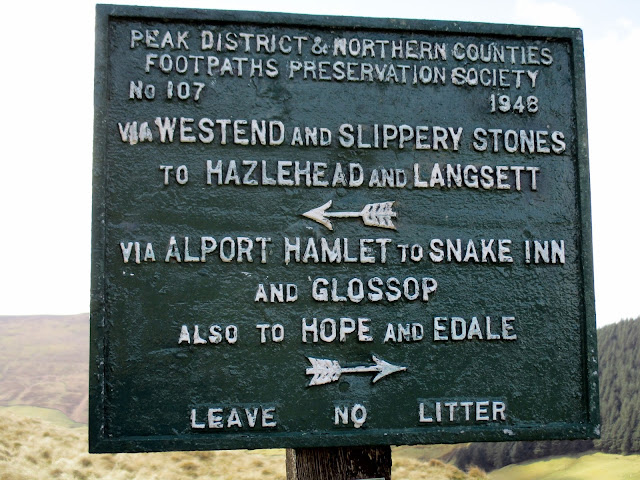 PEAK DISTRICT & NORTHERN COUNTIES
FOOTPATHS PRESERVATION SOCIETY
No 107 1948
VIA WESTEND AND SLIPPERY STONES
TO HAZLEHEAD AND LANGSETT
VIA ALPORT HAMLET TO SNAKE INN
AND GLOSSOP
ALSO TO HOPE AND EDALE
LEAVE NO LITTER